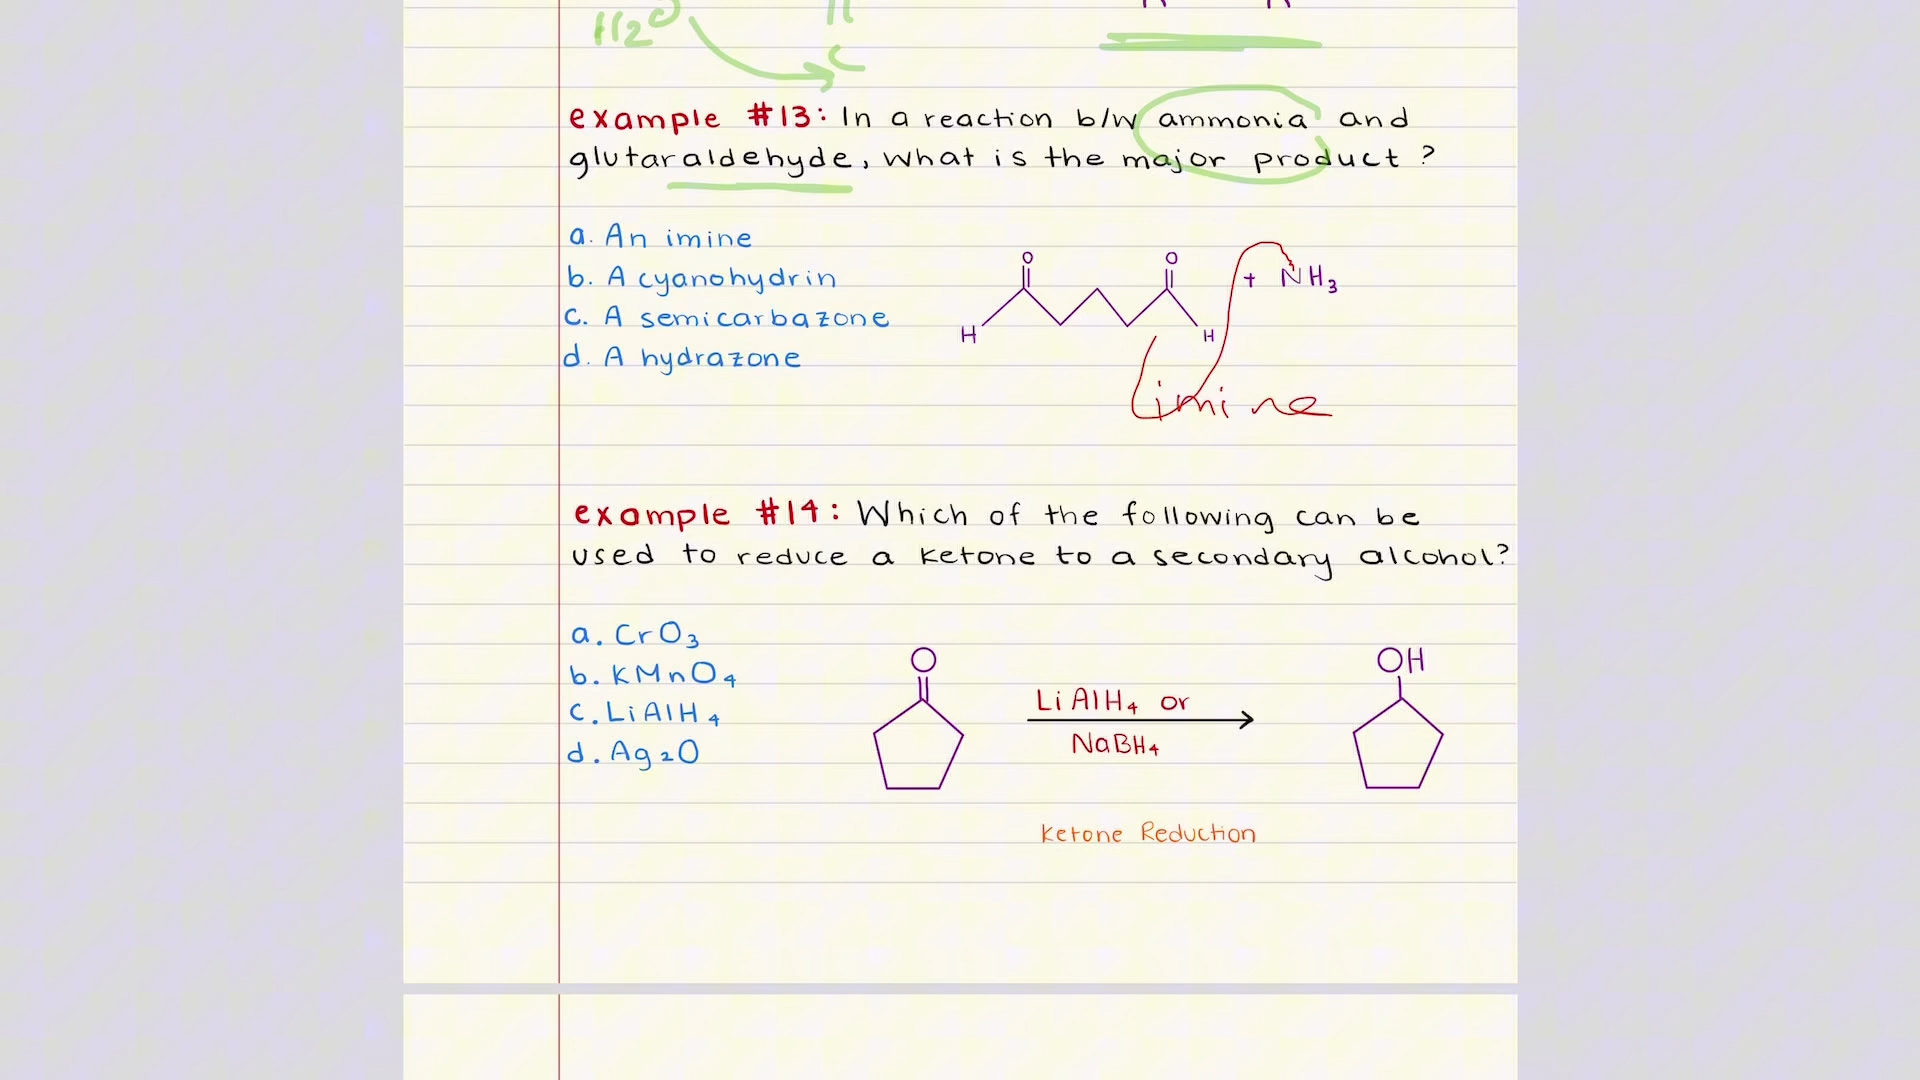 H2O
C
example #13: In a reaction b/w ammonia and
glutaraldehyde, what is the major product ?
a. An imine
b. A cyanohydrin
c. A semicarbazone
d. A hydrazone
O
O
H
H
+ NH3
imine
example #14: Which of the following can be
used to reduce a ketone to a secondary alcohol?
a. CrO3
b. KMnO4
c. LiAlH4
d. Ag2O
O
LiAlH4 or
NaBH4
OH
Ketone Reduction